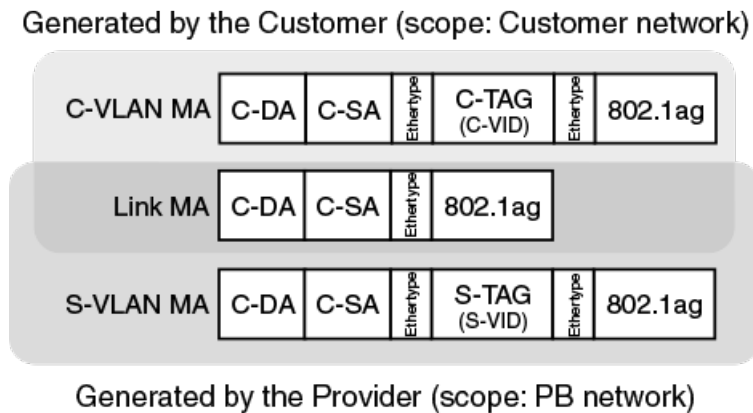 Generated by the Customer (scope: Customer network)
C-VLAN MA C-DA C-SA Ethertype C-TAG (C-VID) Ethertype 802.1ag
Link MA C-DA C-SA Ethertype 802.1ag
S-VLAN MA C-DA C-SA Ethertype S-TAG (S-VID) Ethertype 802.1ag
Generated by the Provider (scope: PB network)